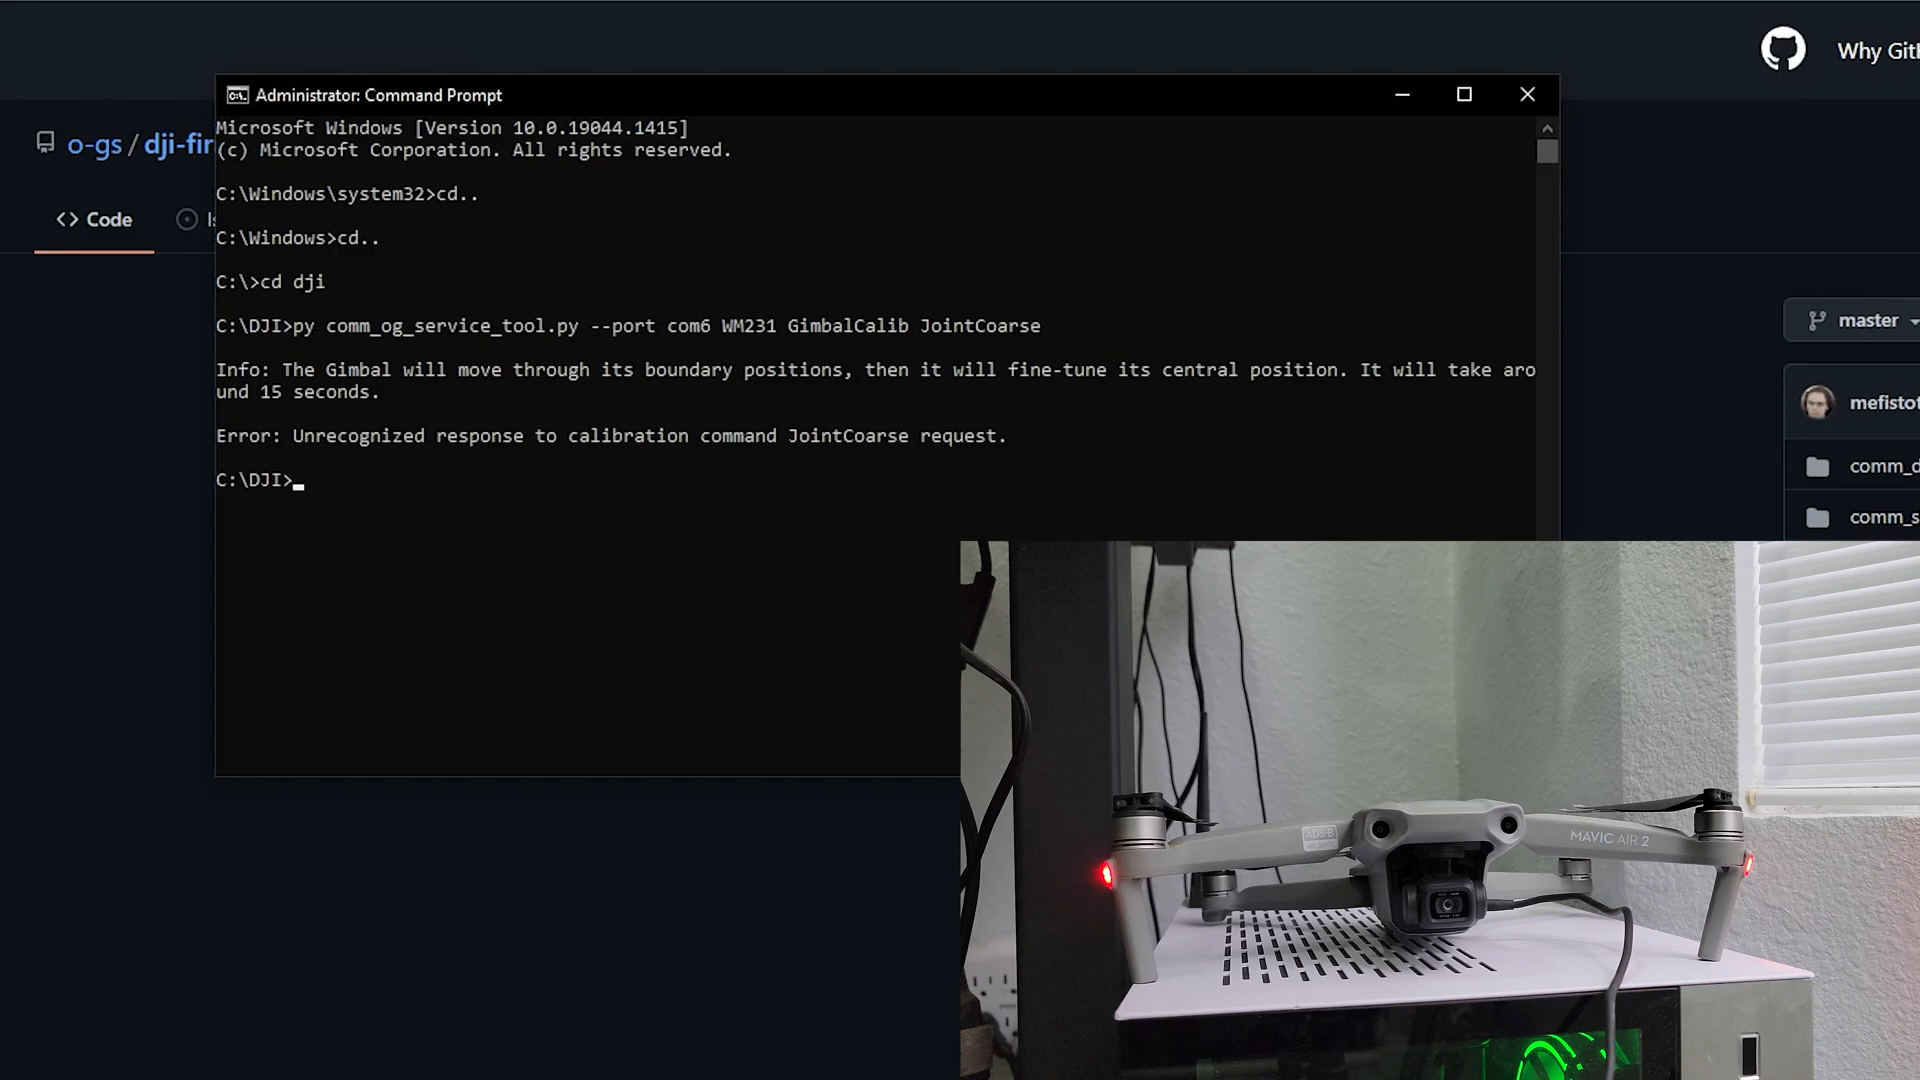 Why Git
Administrator: Command Prompt
Microsoft Windows [Version 10.0.19044.1415]
(c) Microsoft Corporation. All rights reserved.
o-gs / dji-fir
C:\Windows\system32>cd..
<> Code
C:\Windows>cd..
C:\>cd dji
C:\DJI>py comm_og_service_tool.py --port com6 WM231 GimbalCalib JointCoarse
master
Info: The Gimbal will move through its boundary positions, then it will fine-tune its central position. It will take aro
und 15 seconds.
mefistot
Error: Unrecognized response to calibration command JointCoarse request.
comm_d
C:\DJI>
comm_s
ADS-B
MAVIC AIR 2